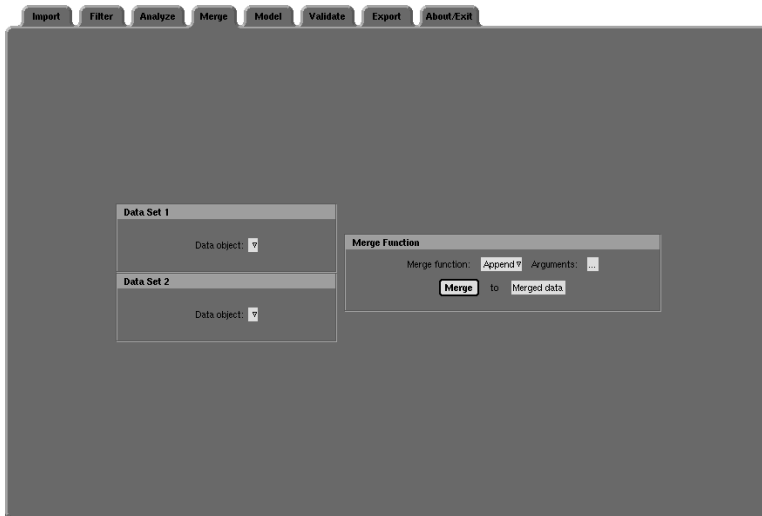 Import Filter Analyze Merge Model Validate Export About/Exit
Data Set 1
Data object:
Data Set 2
Data object:
Merge Function
Merge function: Append Arguments: ...
Merge to Merged data